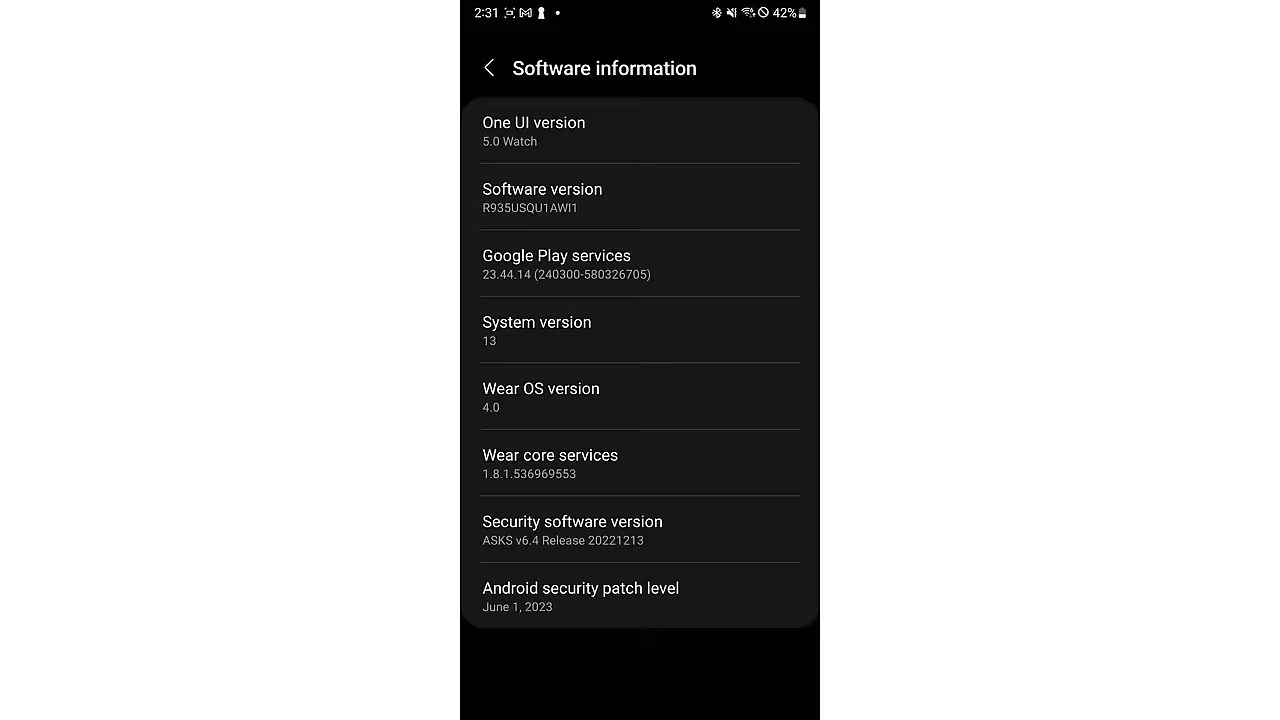 2:31 42%
Software information
One UI version
5.0 Watch
Software version
R935USQU1AWI1
Google Play services
23.44.14 (240300-580326705)
System version
13
Wear OS version
4.0
Wear core services
1.8.1.536969553
Security software version
ASKS v6.4 Release 20221213
Android security patch level
June 1, 2023